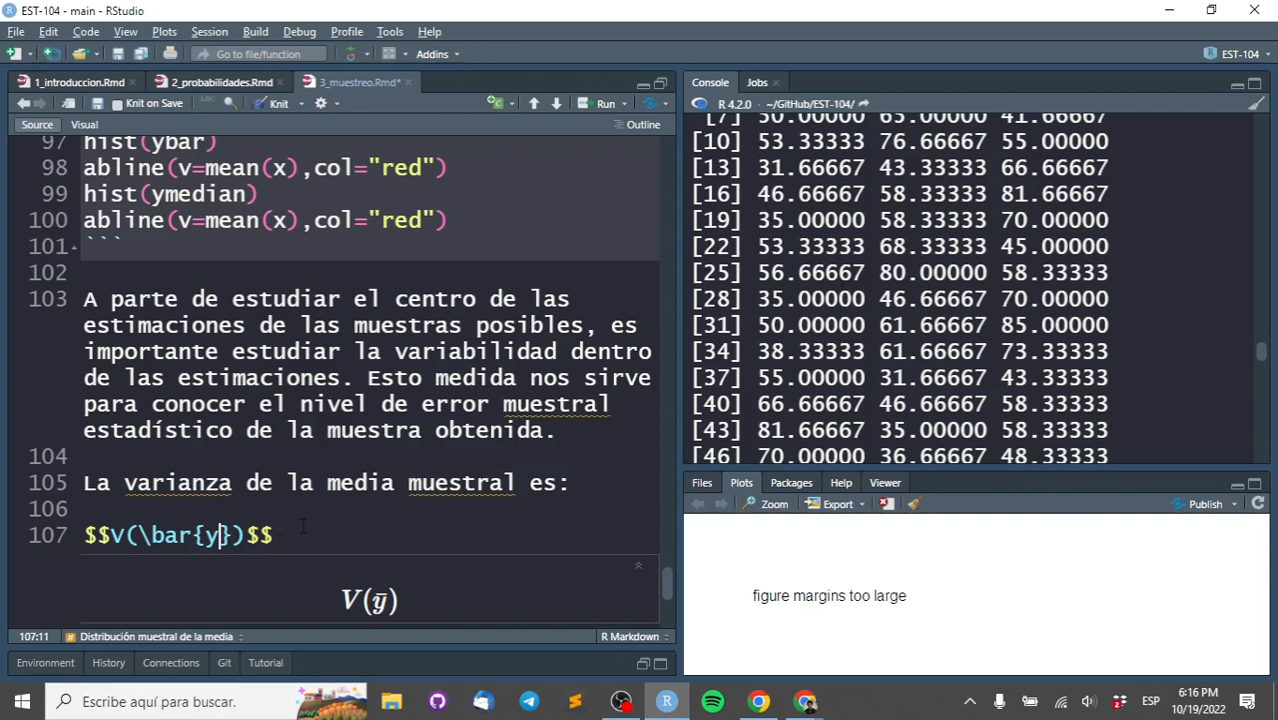 EST-104 - main - RStudio
File Edit Code View Plots Session Build Debug Profile Tools Help
Go to file/function Addins EST-104
1_introduccion.Rmd 2_probabilidades.Rmd 3_muestreo.Rmd*
Knit on Save ABC Knit Run
Source Visual Outline
97 hist(ybar)
98 abline(v=mean(x),col="red")
99 hist(ymedian)
100 abline(v=mean(x),col="red")
101 ```
102
103 A parte de estudiar el centro de las
estimaciones de las muestras posibles, es
importante estudiar la variabilidad dentro
de las estimaciones. Esto medida nos sirve
para conocer el nivel de error muestral
estadístico de la muestra obtenida.
104
105 La varianza de la media muestral es:
106
107 $$v(\bar{y})$$
V(ȳ)
107:11 # Distribución muestral de la media R Markdown
Environment History Connections Git Tutorial
Console Jobs
R 4.2.0 · ~/GitHub/EST-104/
[7] 50.00000 65.00000 41.66667
[10] 53.33333 76.66667 55.00000
[13] 31.66667 43.33333 66.66667
[16] 46.66667 58.33333 81.66667
[19] 35.00000 58.33333 70.00000
[22] 53.33333 68.33333 45.00000
[25] 56.66667 80.00000 58.33333
[28] 35.00000 46.66667 70.00000
[31] 50.00000 61.66667 85.00000
[34] 38.33333 61.66667 73.33333
[37] 55.00000 31.66667 43.33333
[40] 66.66667 46.66667 58.33333
[43] 81.66667 35.00000 58.33333
[46] 70.00000 36.66667 48.33333
Files Plots Packages Help Viewer
Zoom Export Publish
figure margins too large
Escribe aquí para buscar.
ESP
6:16 PM
10/19/2022